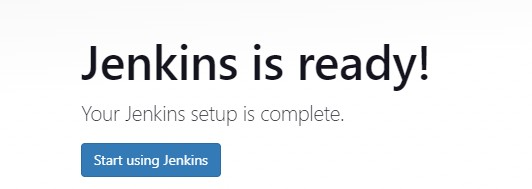 Jenkins is ready!
Your Jenkins setup is complete.
Start using Jenkins